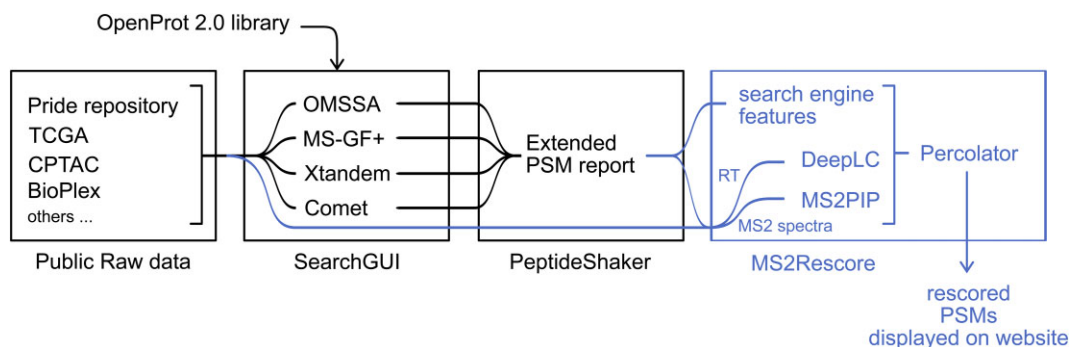 OpenProt 2.0 library
Pride repository
TCGA
CPTAC
BioPlex
others ...
Public Raw data
OMSSA
MS-GF+
Xtandem
Comet
SearchGUI
Extended
PSM report
PeptideShaker
search engine
features
RT
DeepLC
MS2PIP
MS2 spectra
Percolator
MS2Rescore
rescored
PSMs
displayed on website